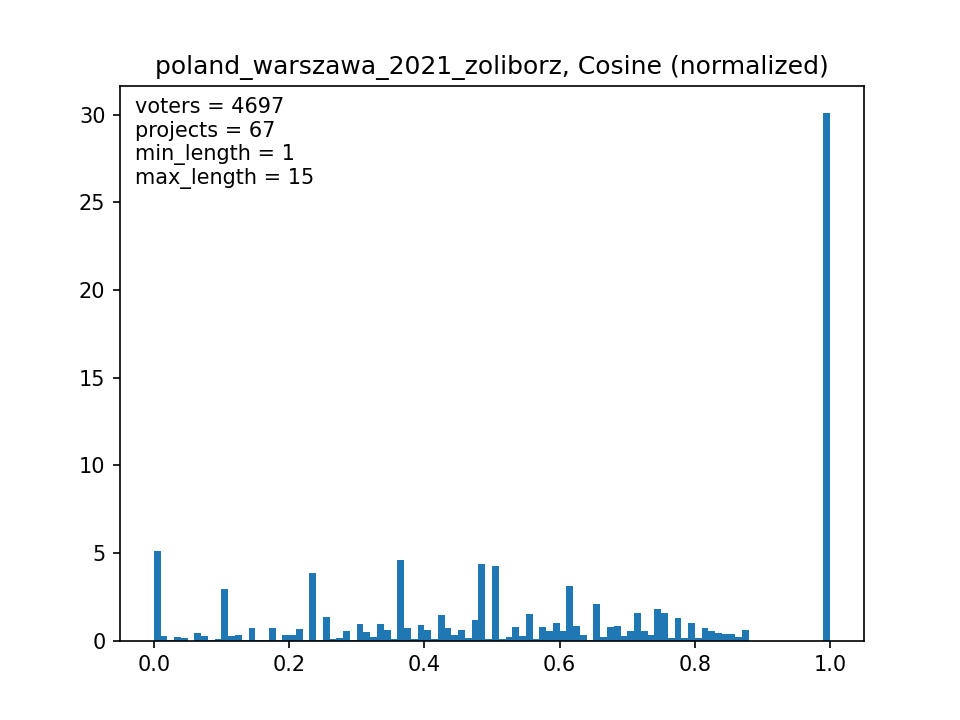 poland_warszawa_2021_zoliborz, Cosine (normalized)
voters = 4697
projects = 67
min_length = 1
max_length = 15
30
25
20
15
10
5
0
0.0 0.2 0.4 0.6 0.8 1.0